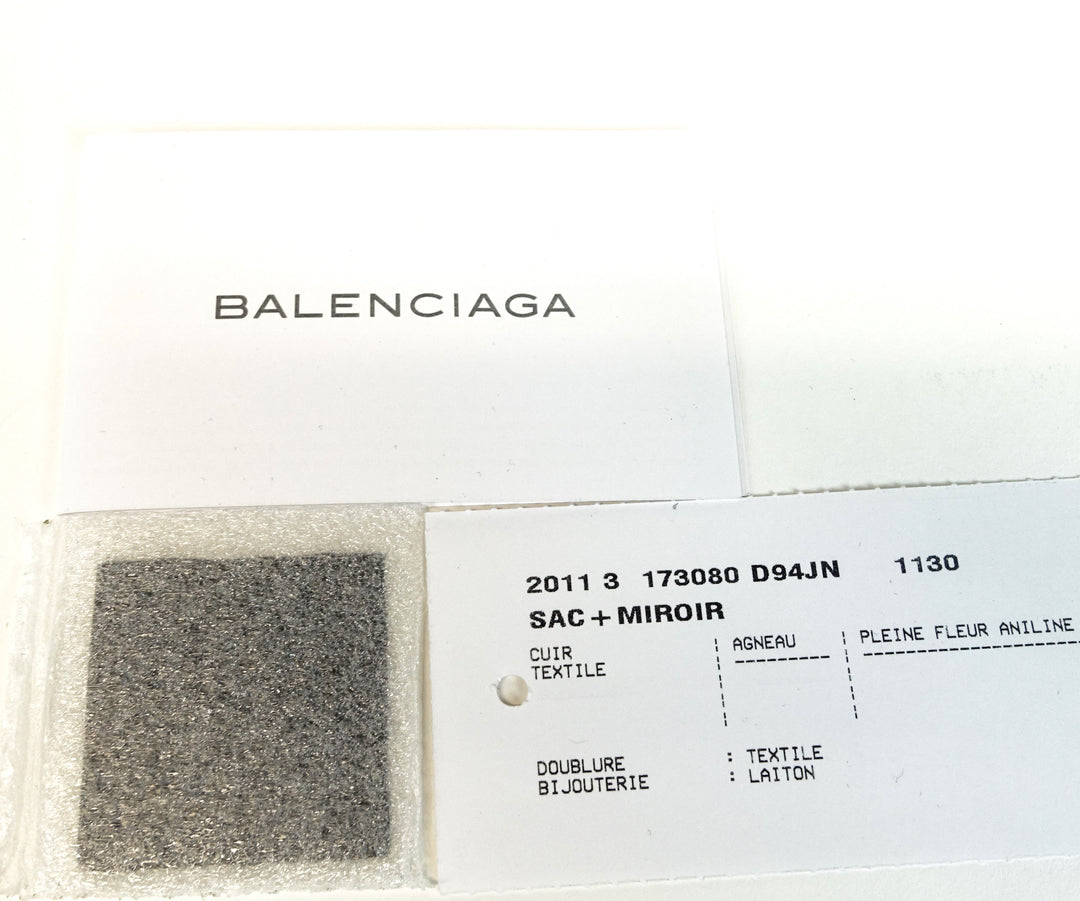 BALENCIAGA
2011 3 173080 D94JN 1130
SAC+MIROIR
CUIR AGNEAU PLEINE FLEUR ANILINE
TEXTILE
DOUBLURE : TEXTILE
BIJOUTERIE : LAITON